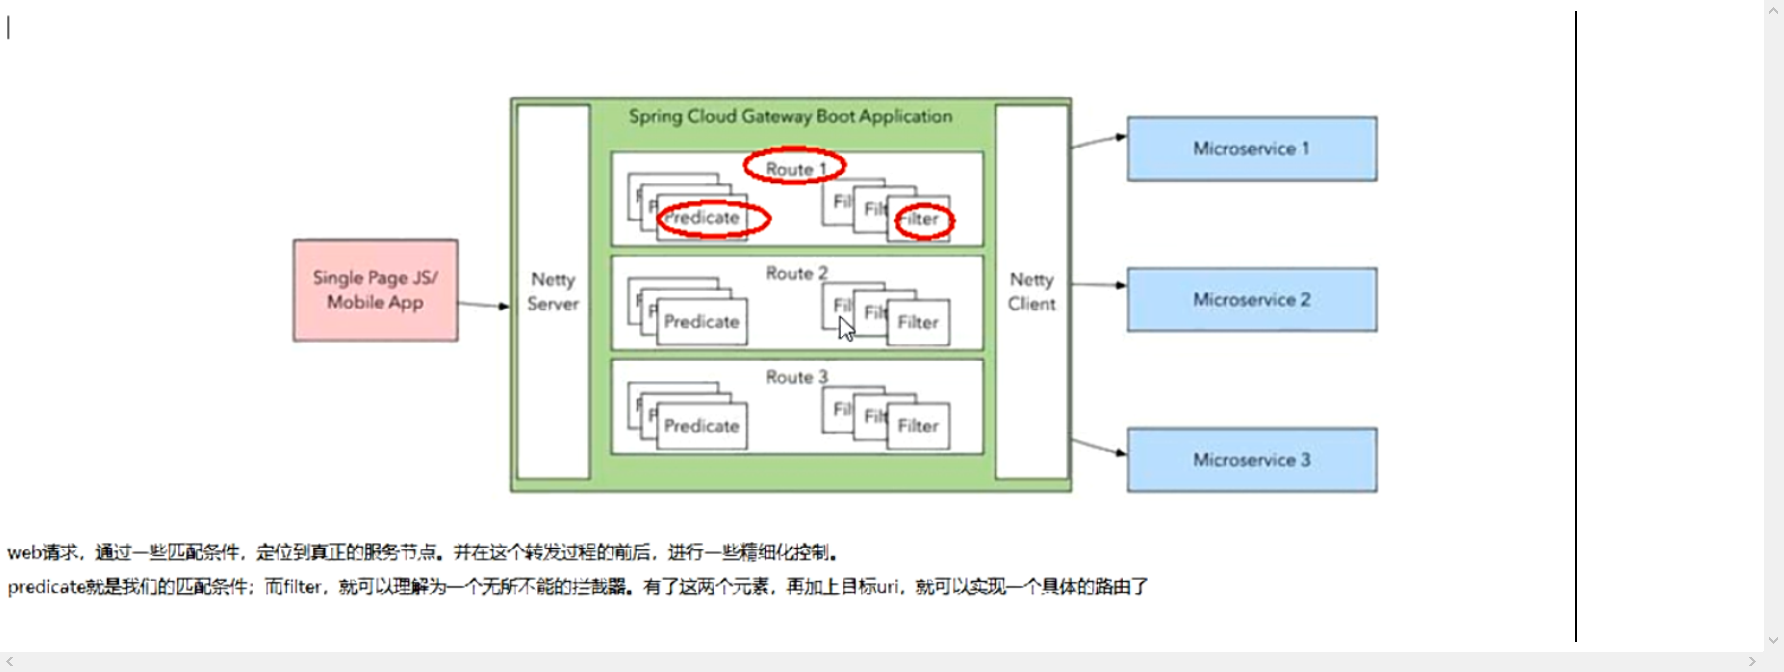 Spring Cloud Gateway Boot Application
Route 1
Predicate
Fil
Filt
Filter
Single Page JS/
Mobile App
Netty
Server
Route 2
Predicate
Fil
Filt
Filter
Route 3
Predicate
Fil
Filt
Filter
Netty
Client
Microservice 1
Microservice 2
Microservice 3
web请求，通过一些匹配条件，定位到真正的服务节点。并在这个转发过程的前后，进行一些精细化控制。
predicate就是我们的匹配条件；而filter，就可以理解为一个无所不能的拦截器。有了这两个元素，再加上目标uri，就可以实现一个具体的路由了